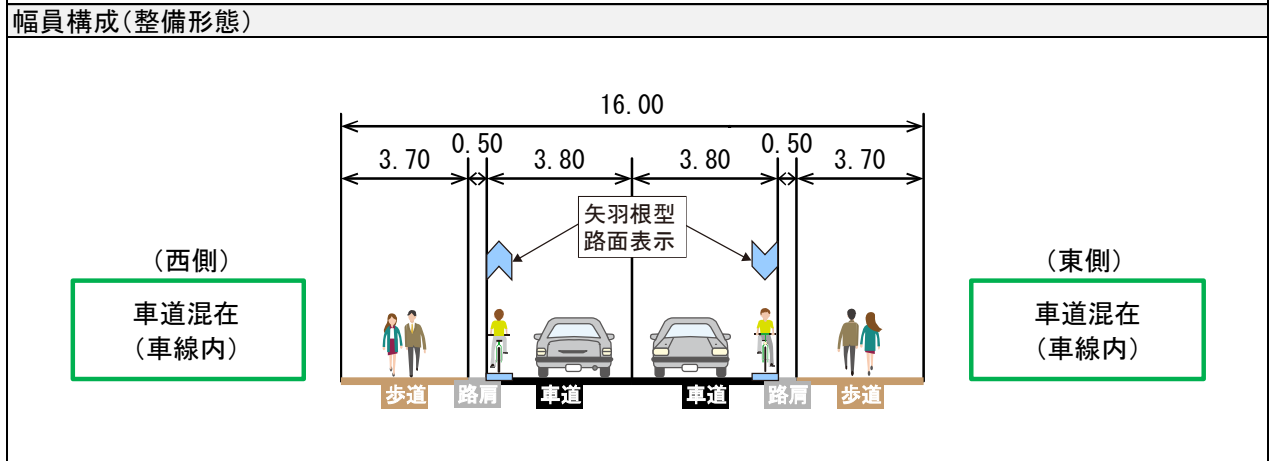 幅員構成(整備形態)
16.00
3.70 0.50 3.80 3.80 0.50 3.70
矢羽根型
路面表示
(西側)
車道混在
(車線内)
(東側)
車道混在
(車線内)
歩道 路肩 車道 車道 路肩 歩道